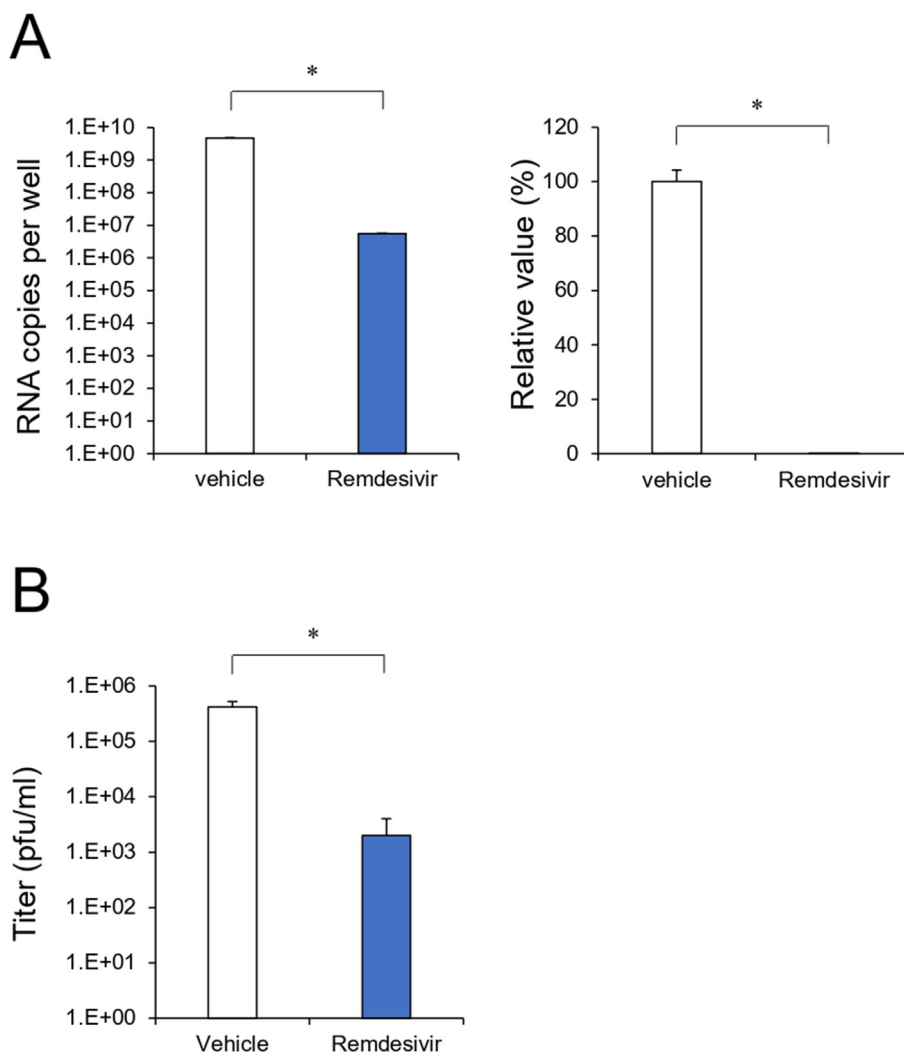 A
*
RNA copies per well
1.E+10
1.E+09
1.E+08
1.E+07
1.E+06
1.E+05
1.E+04
1.E+03
1.E+02
1.E+01
1.E+00
vehicle
Remdesivir
*
Relative value (%)
120
100
80
60
40
20
0
vehicle
Remdesivir
B
*
Titer (pfu/ml)
1.E+06
1.E+05
1.E+04
1.E+03
1.E+02
1.E+01
1.E+00
Vehicle
Remdesivir